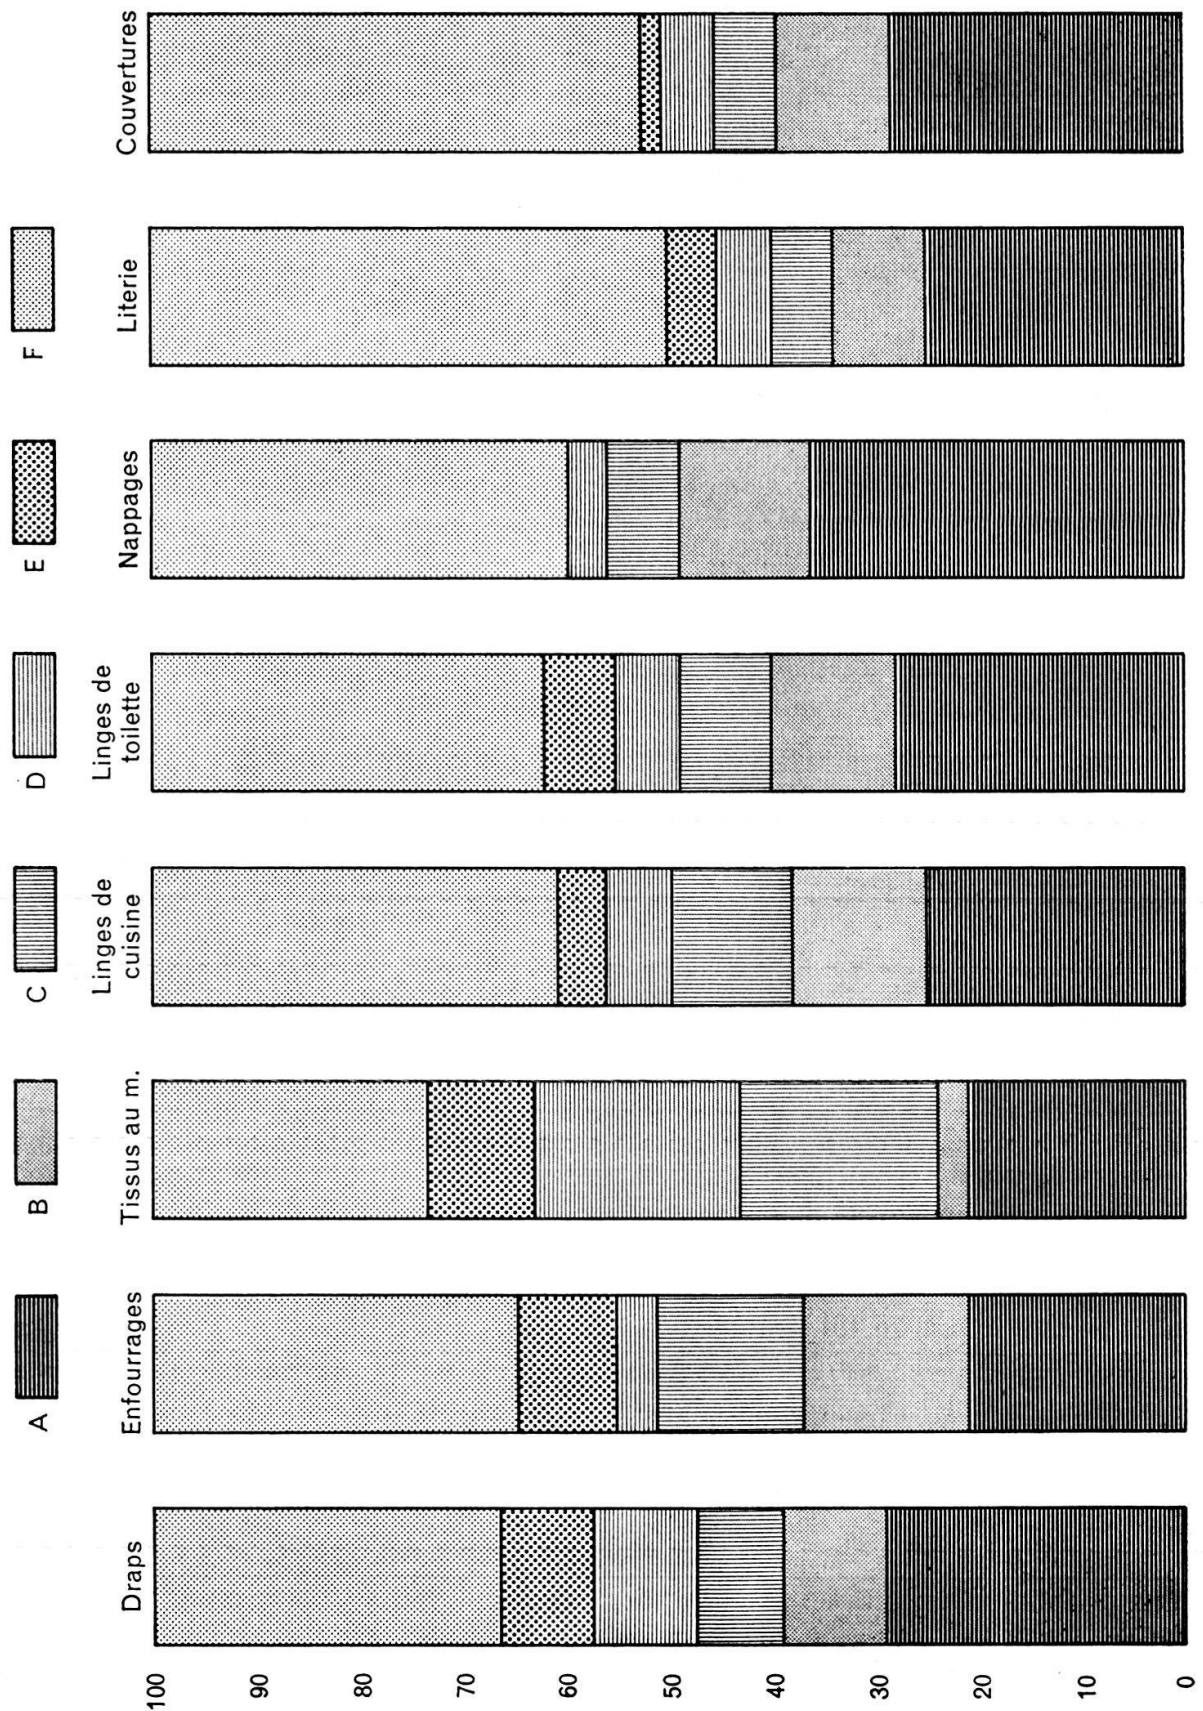 A
B
C
D
E
F
Draps
Enfourrages
Tissus au m.
Linges de
cuisine
Linges de
toilette
Nappages
Literie
Couvertures
100
90
80
70
60
50
40
30
20
10
0